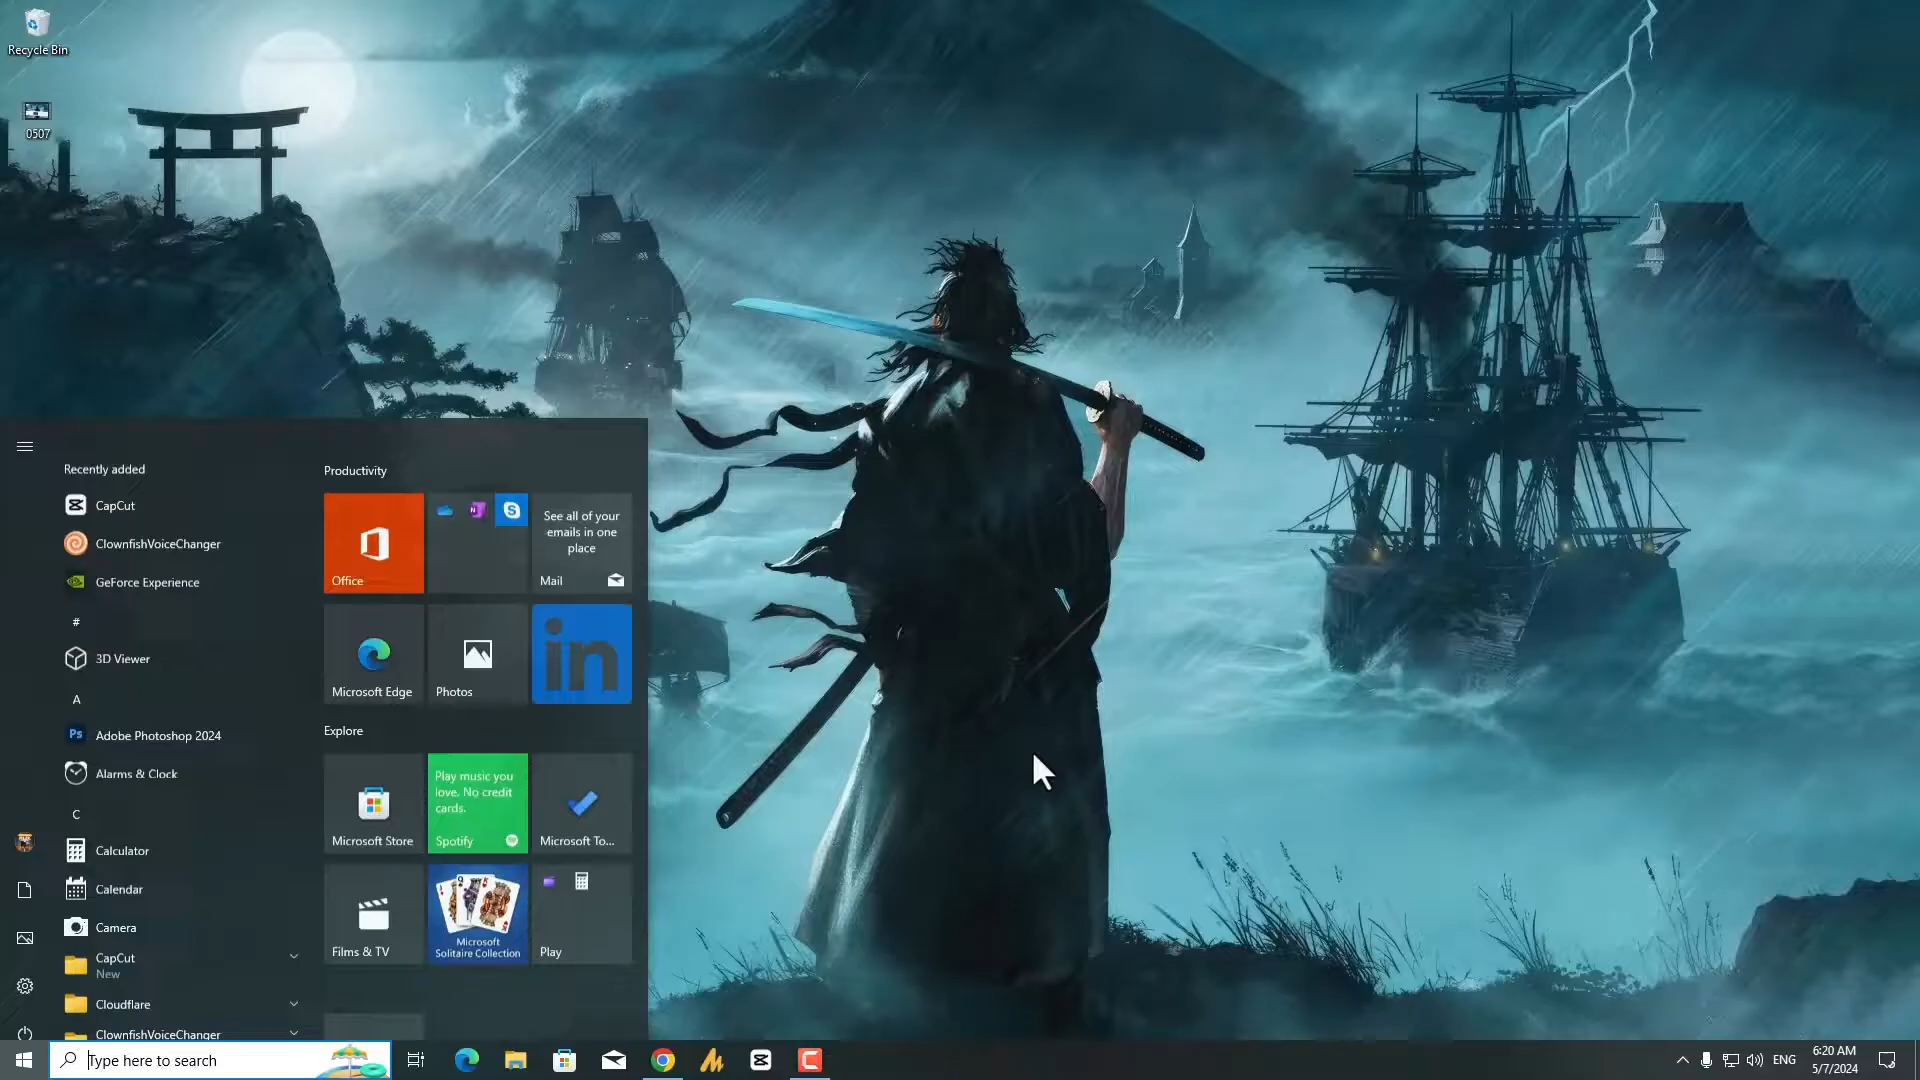 Recycle Bin
0507
Recently added
CapCut
ClownfishVoiceChanger
GeForce Experience
#
3D Viewer
A
Ps
Adobe Photoshop 2024
Alarms & Clock
C
Calculator
Calendar
Camera
CapCut
New
Cloudflare
ClownfishVoiceChanger
Productivity
Office
N
S
See all of your
emails in one
place
Mail
Microsoft Edge
Photos
in
Explore
Microsoft Store
Play music you
love. No credit
cards.
Spotify
Microsoft To...
Films & TV
Microsoft
Solitaire Collection
Play
Type here to search
ENG
6:20 AM
5/7/2024